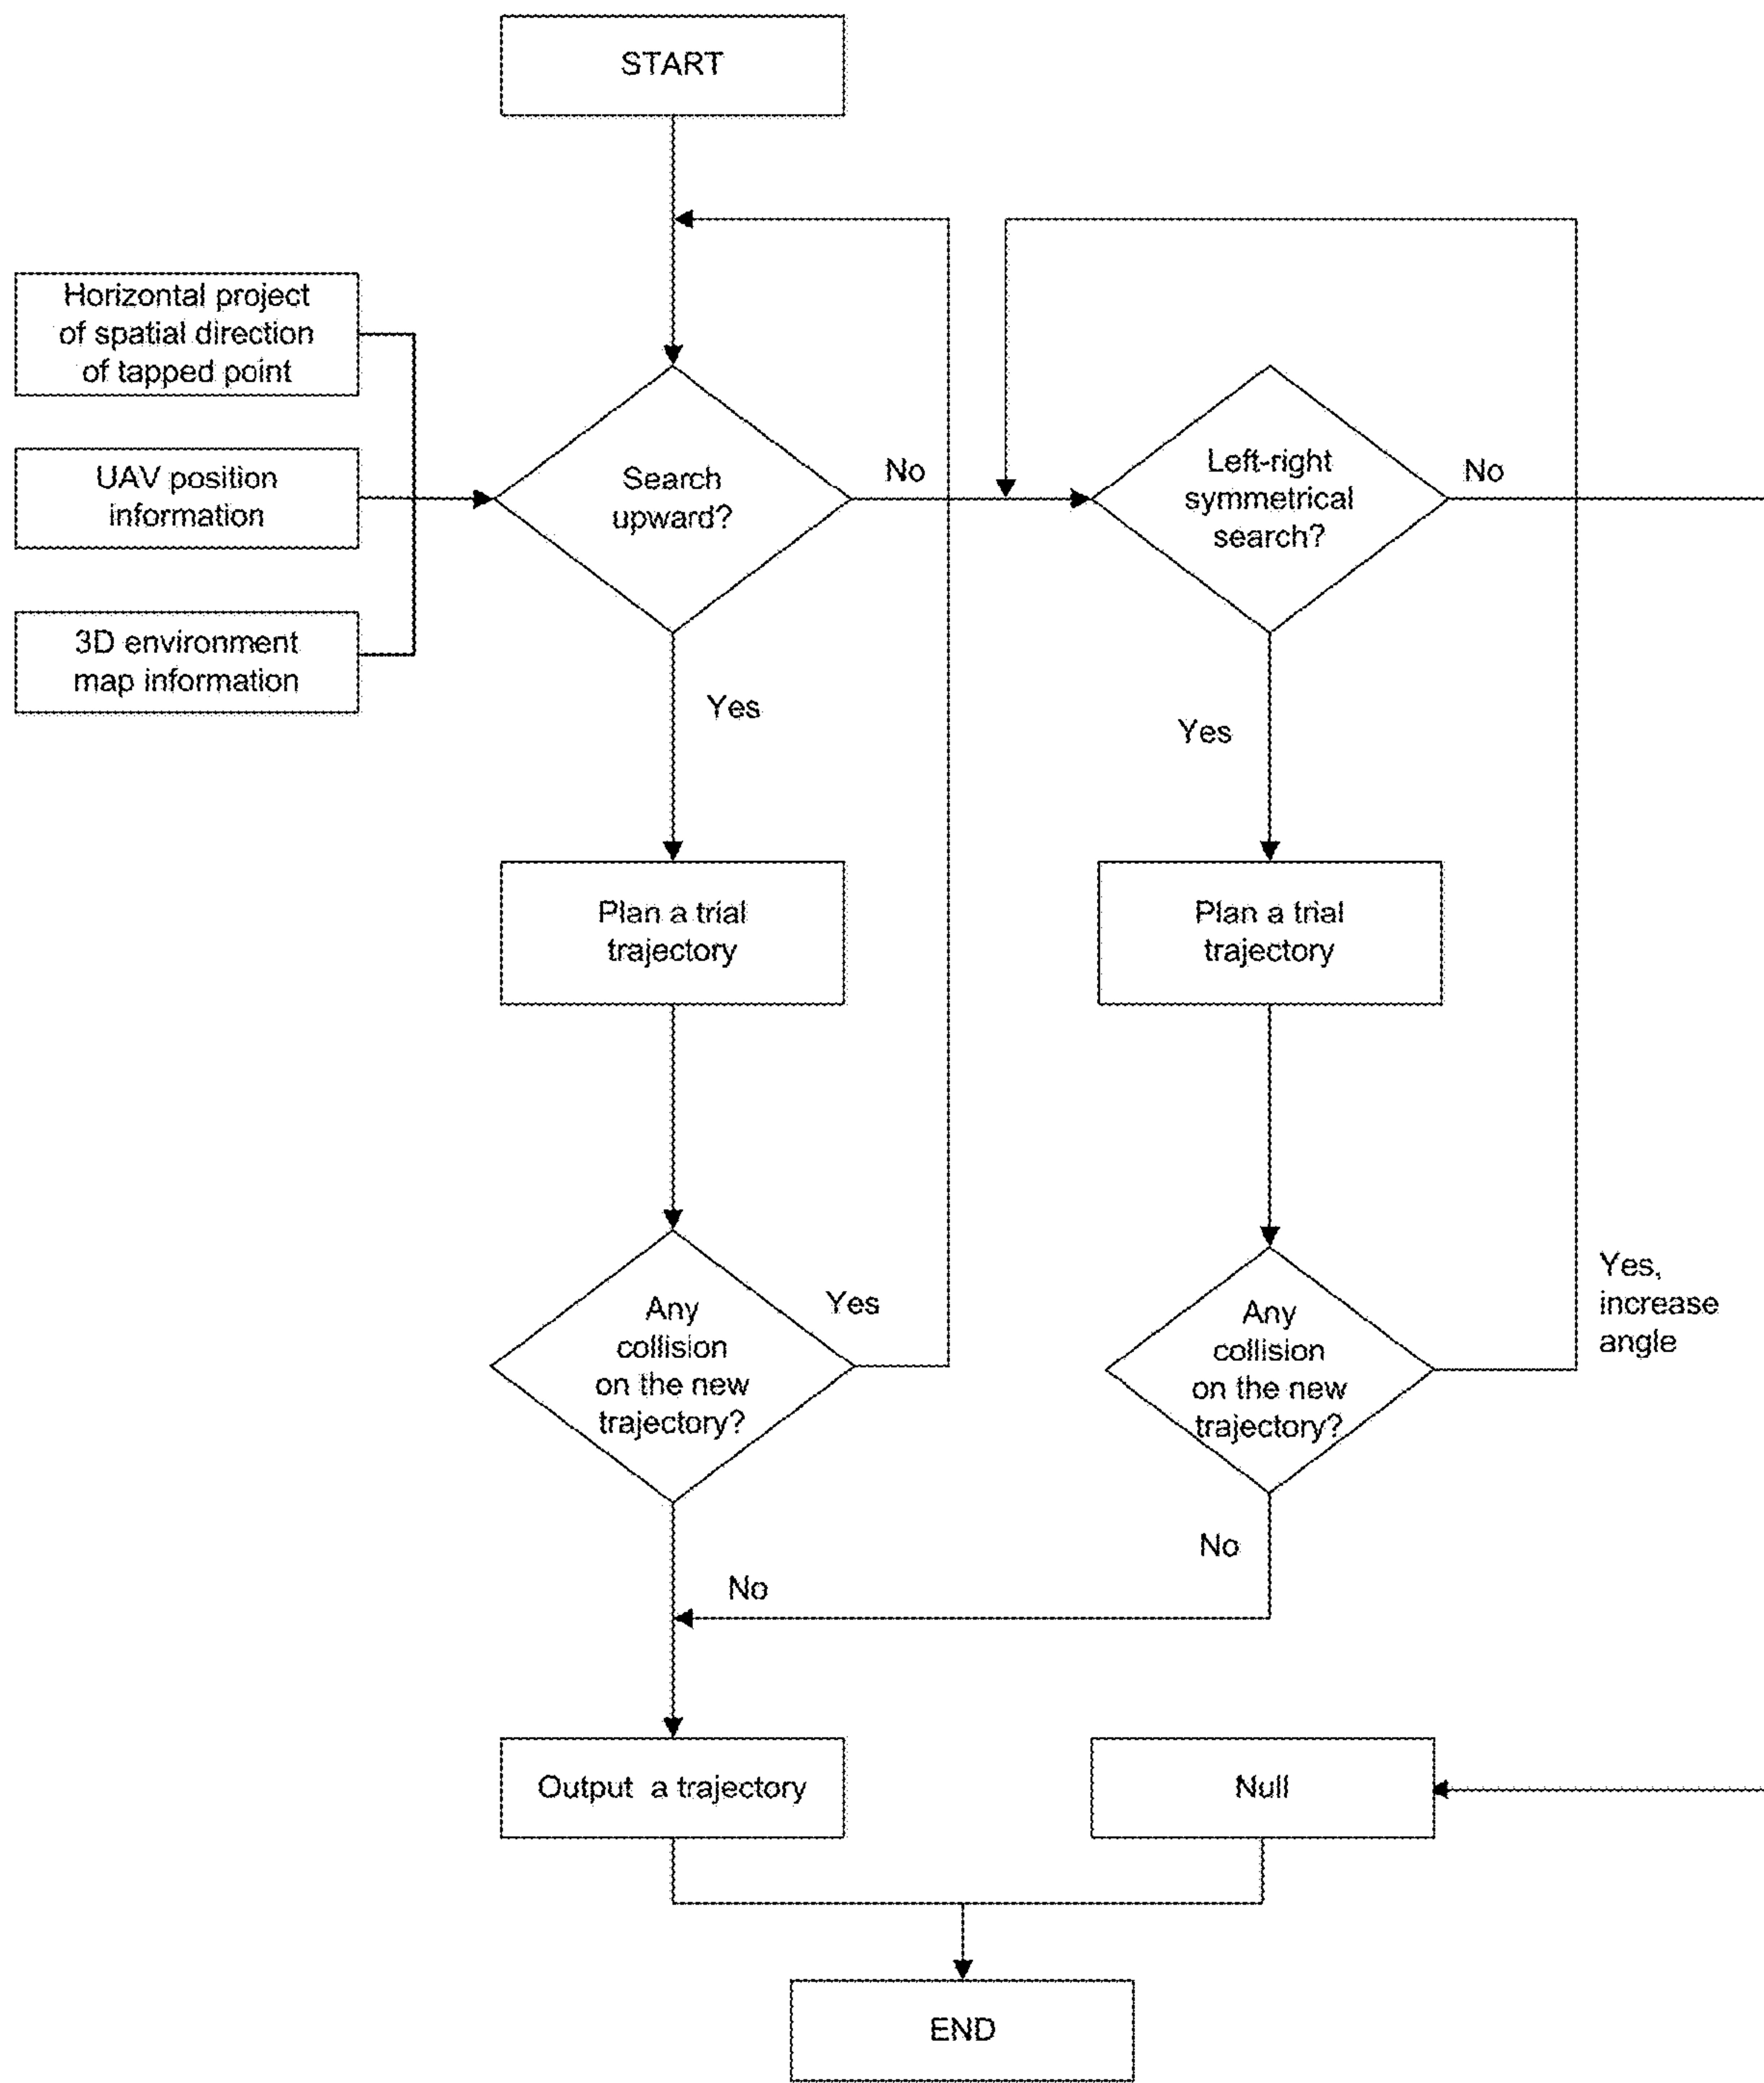 START
Horizontal project
of spatial direction
of tapped point
UAV position
information
3D environment
map information
Search
upward?
No
Left-right
symmetrical
search?
No
Yes
Yes
Plan a trial
trajectory
Plan a trial
trajectory
Any
collision
on the new
trajectory?
Yes
Any
collision
on the new
trajectory?
Yes,
increase
angle
No
No
Output a trajectory
Null
END